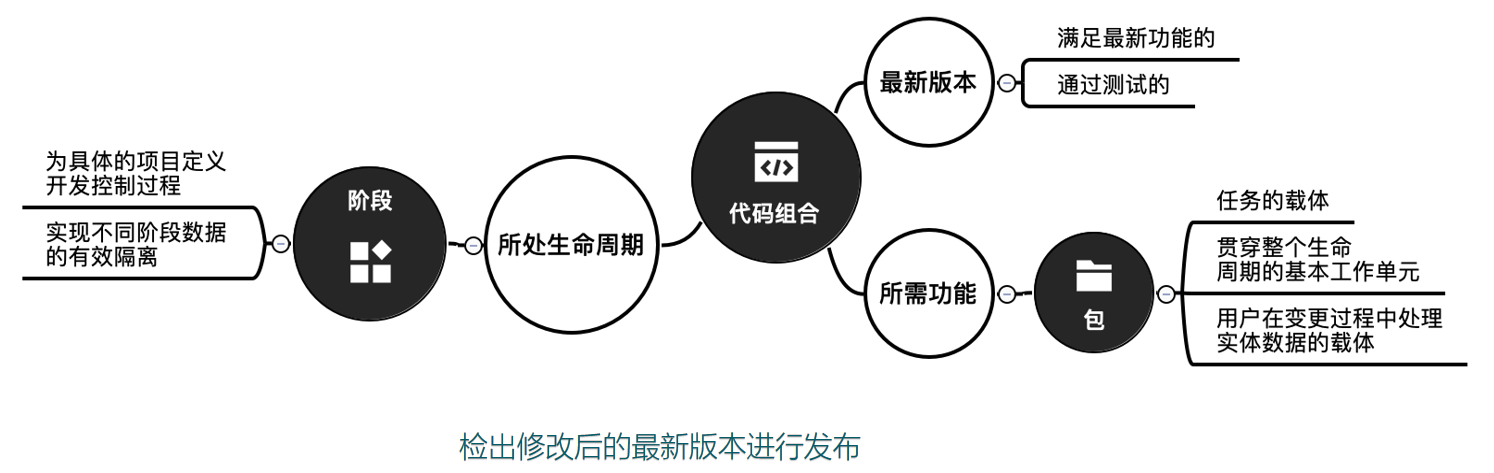 满足最新功能的
最新版本
通过测试的
为具体的项目定义
开发控制过程
阶段
实现不同阶段数据
的有效隔离
所处生命周期
代码组合
任务的载体
贯穿整个生命
周期的基本工作单元
所需功能
包
用户在变更过程中处理
实体数据的载体
检出修改后的最新版本进行发布